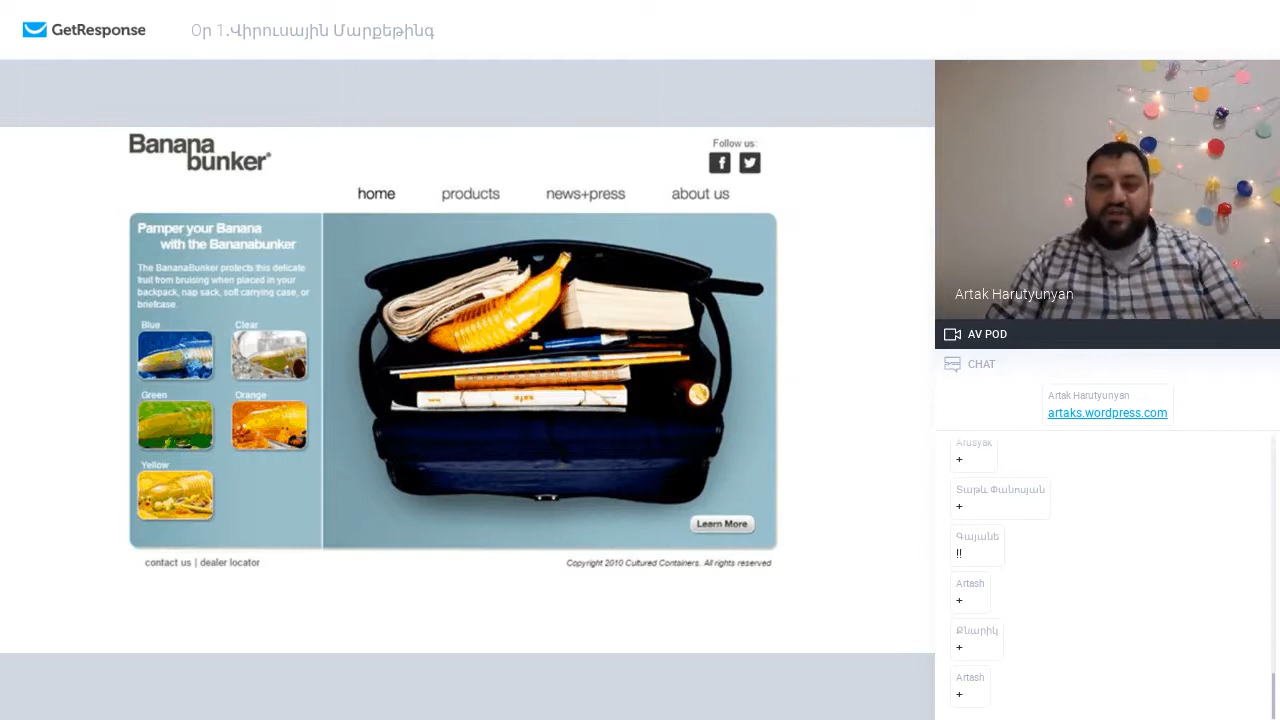 GetResponse
Օր 1.Վիրուսային Մարքեթինգ
Banana
bunker®
Follow us:
home products news+press about us
Pamper your Banana
with the Bananabunker
The BananaBunker protects this delicate
fruit from bruising when placed in your
backpack, nap sack, soft carrying case, or
briefcase.
Blue Clear
Green Orange
Yellow
Learn More
contact us | dealer locator
Copyright 2010 Cultured Containers. All rights reserved
Artak Harutyunyan
AV POD
CHAT
Artak Harutyunyan
artaks.wordpress.com
Arusyak
+
Տաթև Փանոսյան
+
Գայանե
!!
Artash
+
Քնարիկ
+
Artash
+